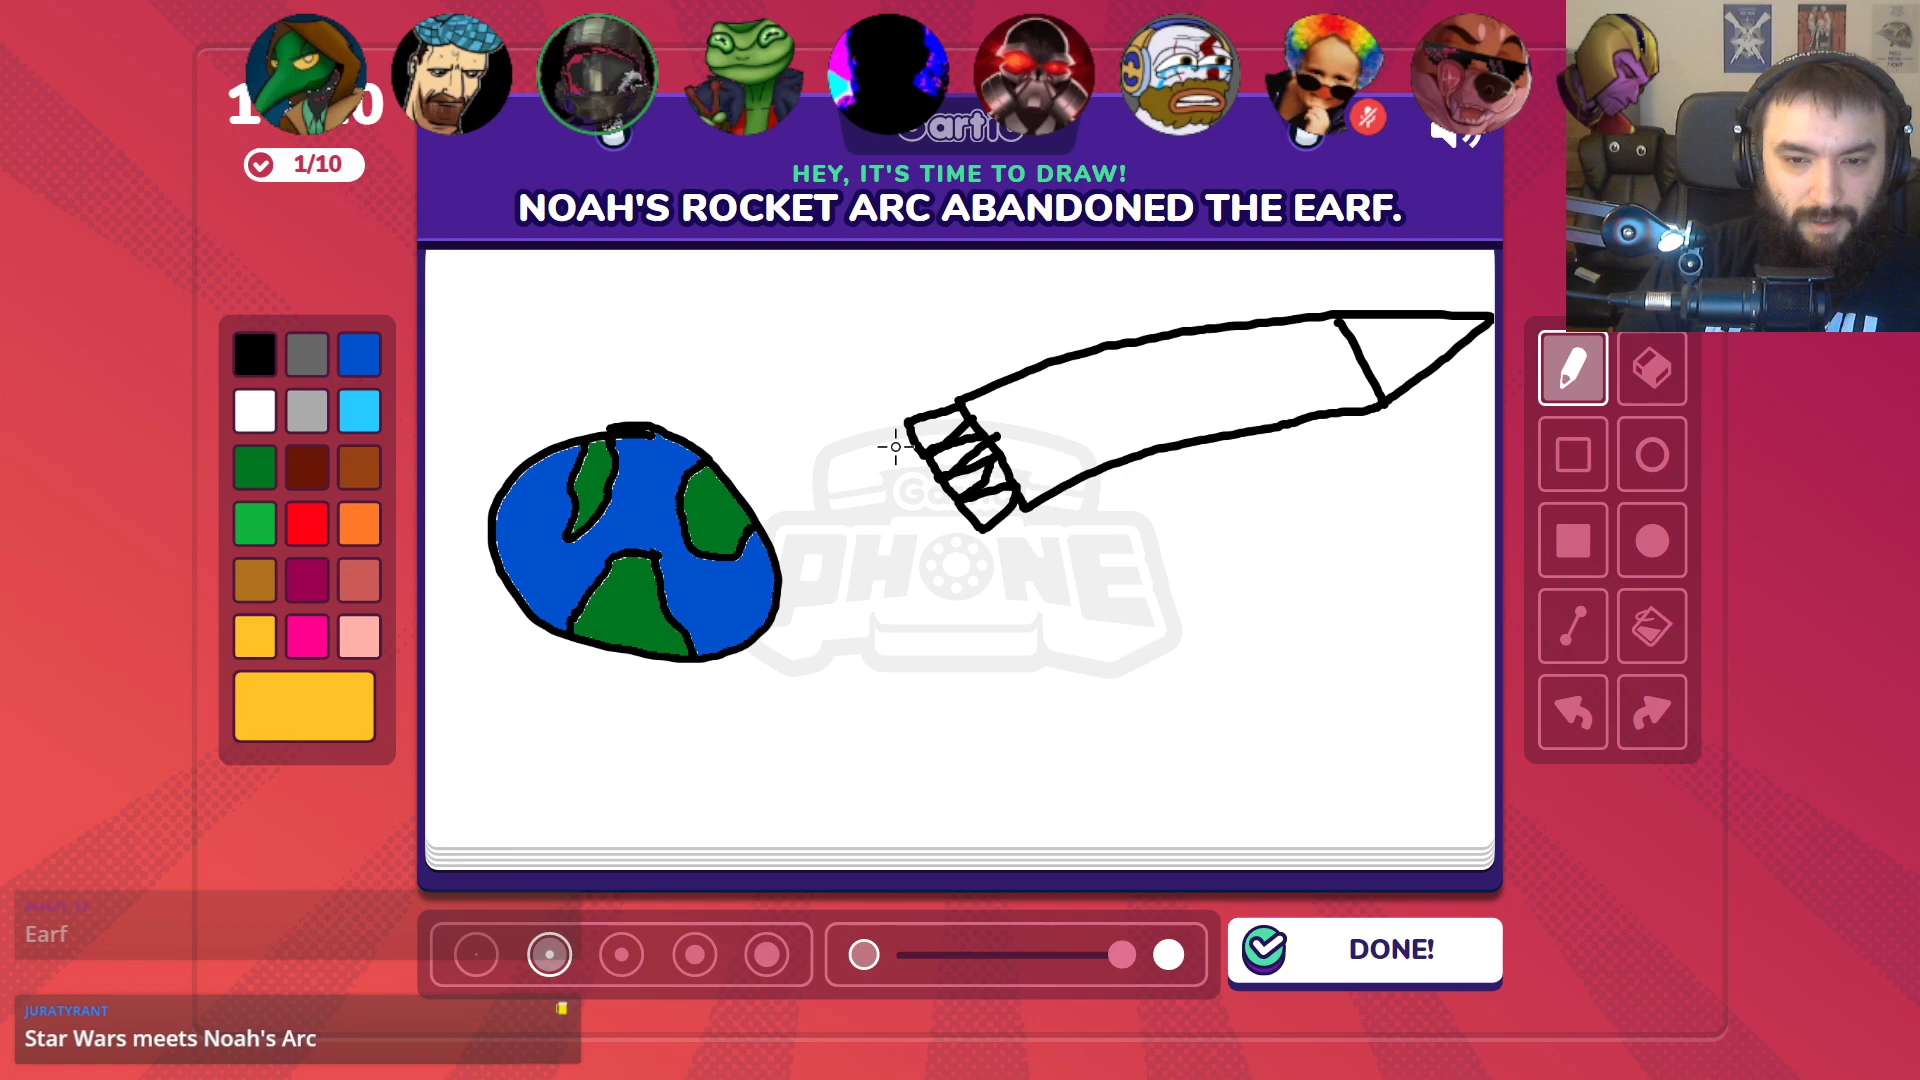 1/10
HEY, IT'S TIME TO DRAW!
NOAH'S ROCKET ARC ABANDONED THE EARF.
PHONE
Earf
JURATYRANT
Star Wars meets Noah's Arc
DONE!